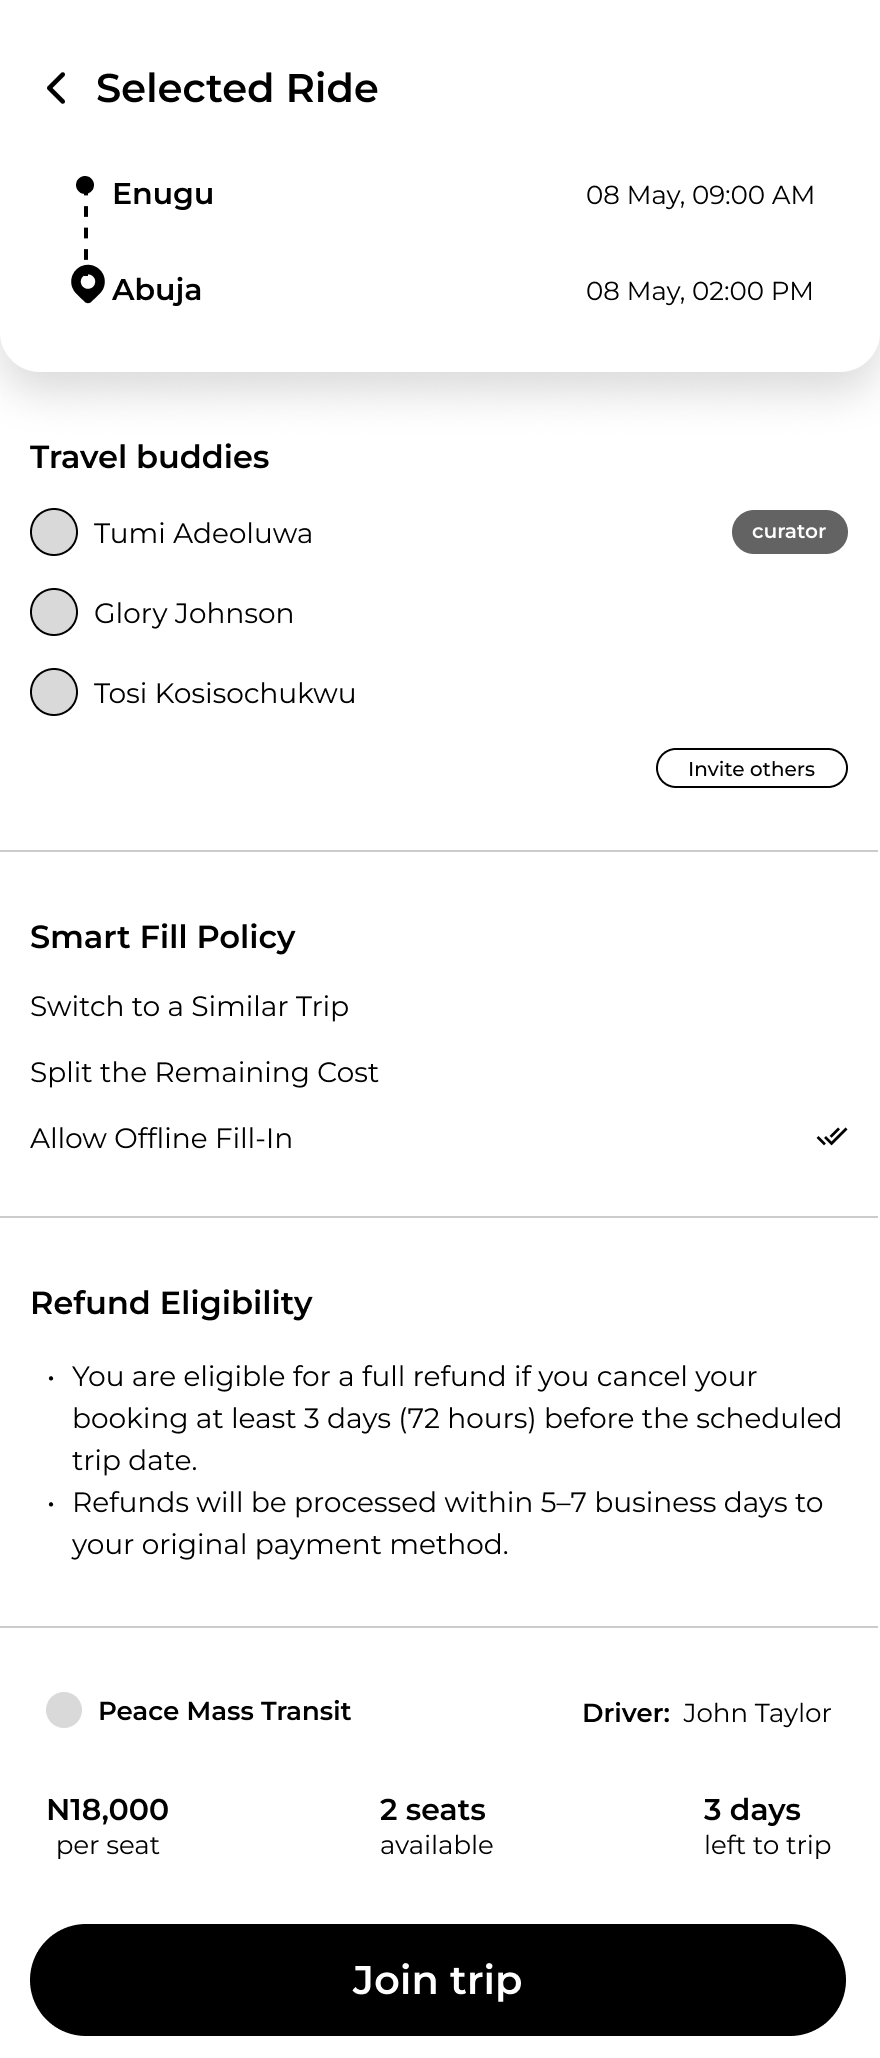 Selected Ride
Enugu 08 May, 09:00 AM
Abuja 08 May, 02:00 PM
Travel buddies
Tumi Adeoluwa curator
Glory Johnson
Tosi Kosisochukwu
Invite others
Smart Fill Policy
Switch to a Similar Trip
Split the Remaining Cost
Allow Offline Fill-In
Refund Eligibility
• You are eligible for a full refund if you cancel your
booking at least 3 days (72 hours) before the scheduled
trip date.
• Refunds will be processed within 5–7 business days to
your original payment method.
Peace Mass Transit Driver: John Taylor
N18,000 2 seats 3 days
per seat available left to trip
Join trip